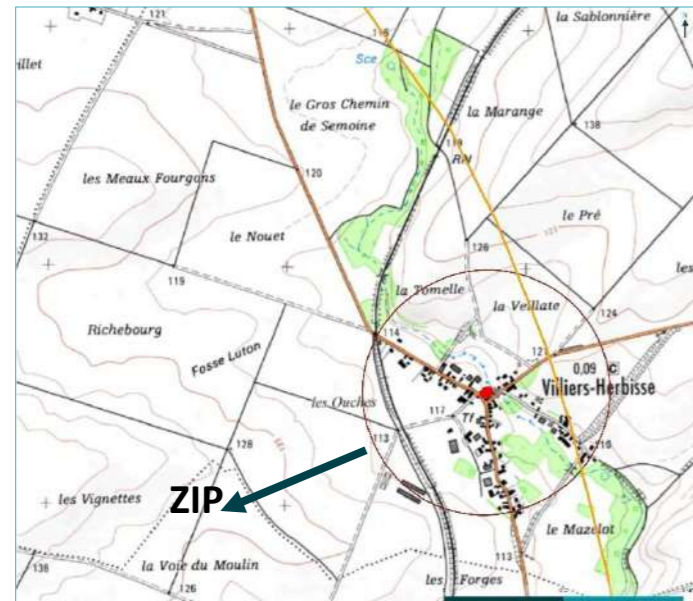 121
la Sablonnière
118
Sce
illet
le Gros Chemin
de Semoine
la Marange
138
119
les Meaux Fourgons
120
le Pré
132
le Nouet
126
119
la Tomelle
la Veillate
124
les
Richebourg
114
Fosse Luton
12
0,09 C
Villiers-Herbisse
les Ouches
117
Tf
113
128
116
les Vignettes
ZIP
le Mazelot
113
138
la Voie du Moulin
126
les Forges